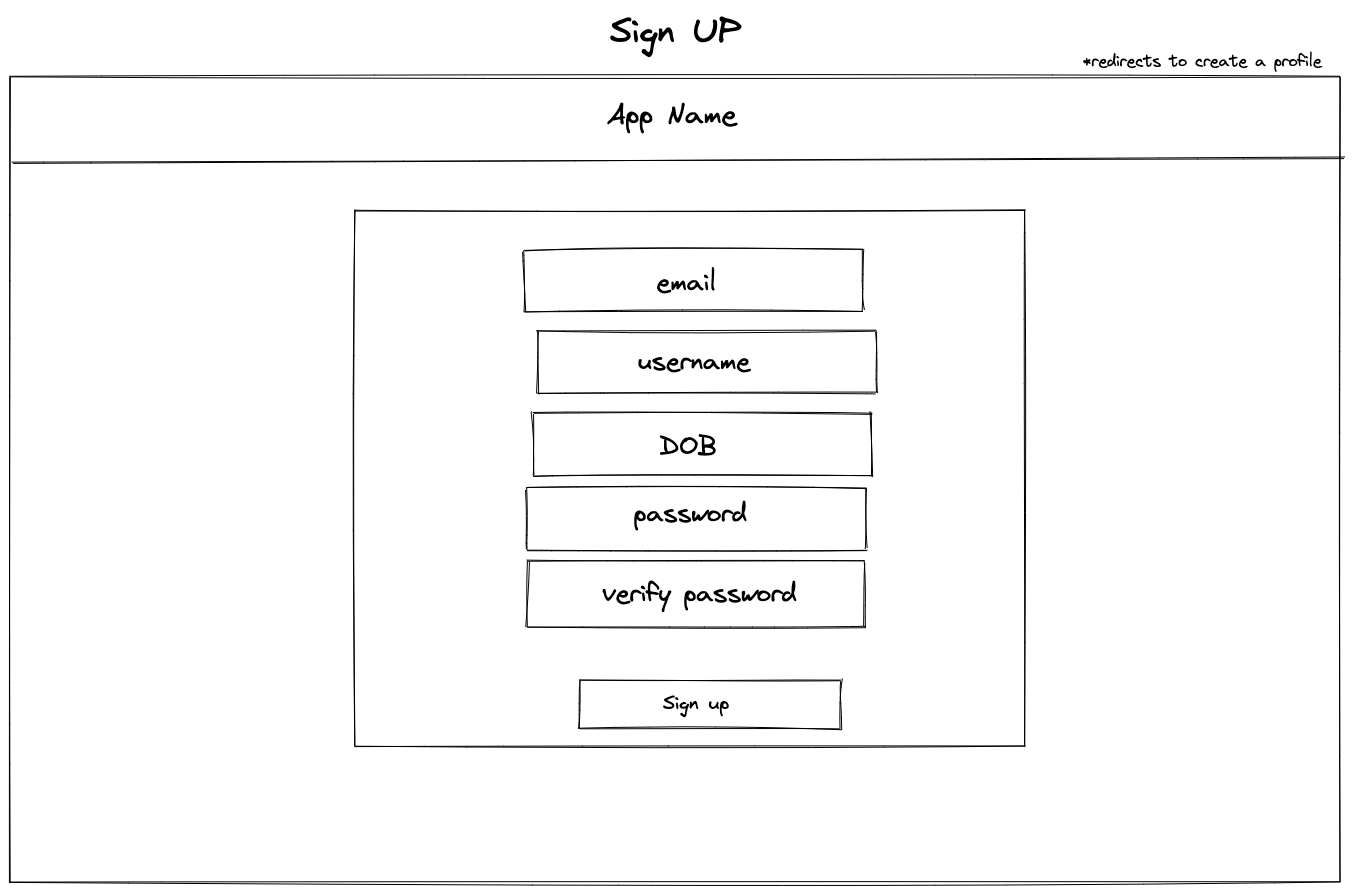 Sign UP
*redirects to create a profile
App Name
email
username
DOB
password
verify password
Sign up